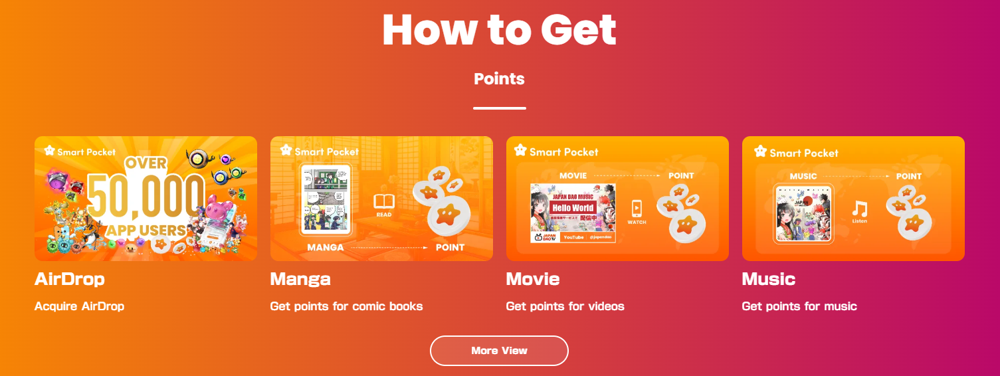 How to Get
Points
Smart Pocket
OVER
50,000
APP USERS
Smart Pocket
READ
MANGA
POINT
Smart Pocket
MOVIE
POINT
JAPAN DAO MUSIC
Hello World
配信中
WATCH
JAPAN
DAO TV
YouTube
@japandao
Smart Pocket
MUSIC
POINT
JAPAN
Listen
AirDrop
Acquire AirDrop
Manga
Get points for comic books
Movie
Get points for videos
Music
Get points for music
More View